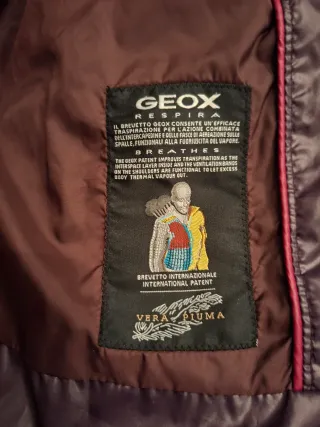 GEOX
RESPIRA
IL BREVETTO GEOX CONSENTE UN'EFFICACE
TRASPIRAZIONE PER L'AZIONE COMBINATA
DELL'INTERCAPEDINE E DELLE FASCE DI AERAZIONE SULLE
SPALLE, FUNZIONALI ALLA FUORIUSCITA DEL VAPORE.
BREATHES
THE GEOX PATENT IMPROVES TRANSPIRATION AS THE
INTERSPACE LAYER INSIDE AND THE VENTILATION BANDS
ON THE SHOULDERS ARE FUNCTIONAL TO LET EXCESS
BODY THERMAL VAPOUR OUT.
BREVETTO INTERNAZIONALE
INTERNATIONAL PATENT
VERA PIUMA